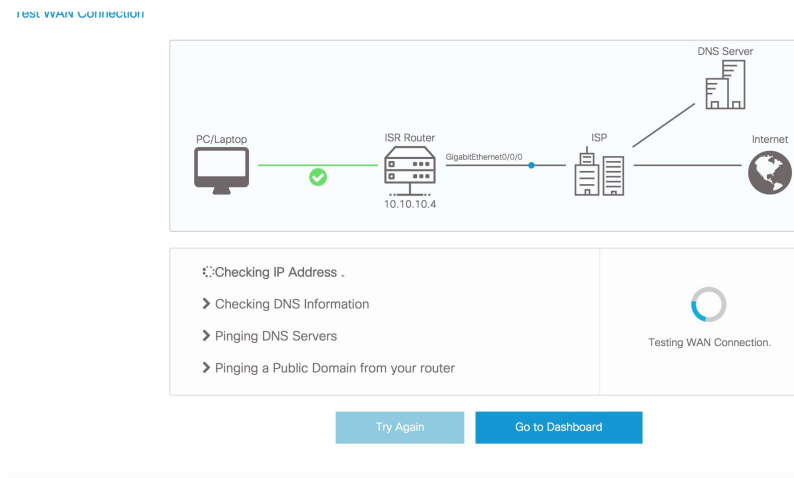 Test WAN Connection
DNS Server
PC/Laptop
ISR Router
ISP
Internet
GigabitEthernet0/0/0
10.10.10.4
Checking IP Address .
Checking DNS Information
Pinging DNS Servers
Pinging a Public Domain from your router
Testing WAN Connection.
Try Again
Go to Dashboard